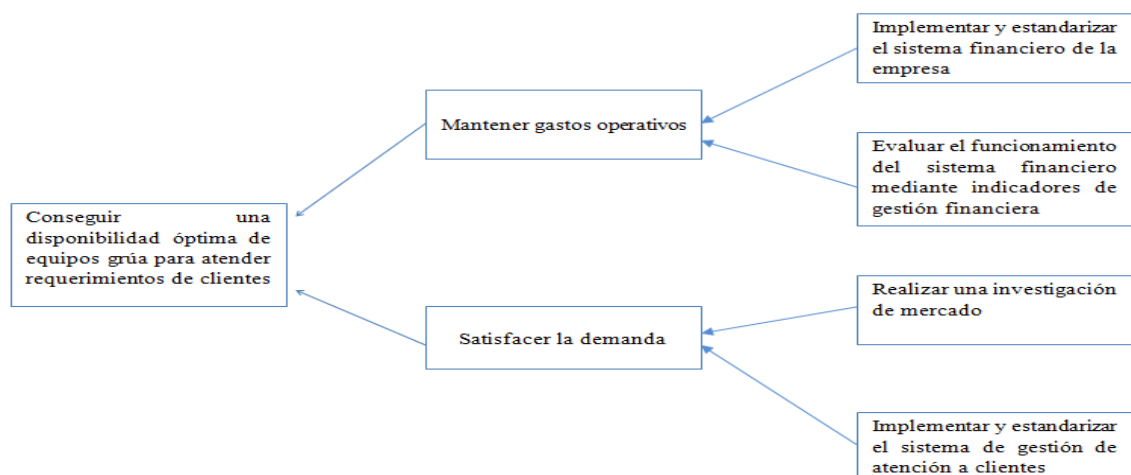 Implementar y estandarizar
el sistema financiero de la
empresa
Mantener gastos operativos
Evaluar el funcionamiento
del sistema financiero
mediante indicadores de
gestión financiera
Conseguir una
disponibilidad óptima de
equipos grúa para atender
requerimientos de clientes
Realizar una investigación
de mercado
Satisfacer la demanda
Implementar y estandarizar
el sistema de gestión de
atención a clientes